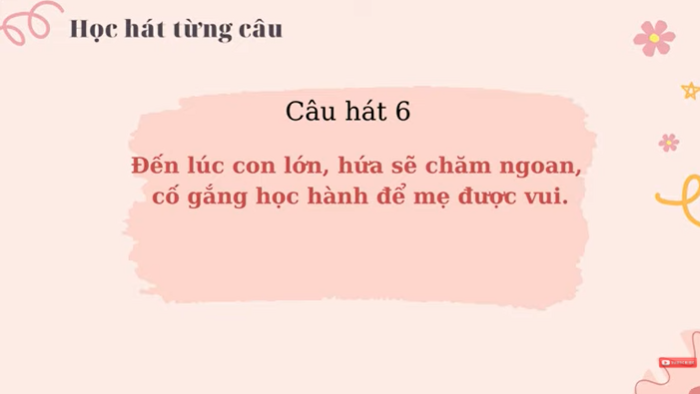 Học hát từng câu
Câu hát 6
Đến lúc con lớn, hứa sẽ chăm ngoan,
cố gắng học hành để mẹ được vui.